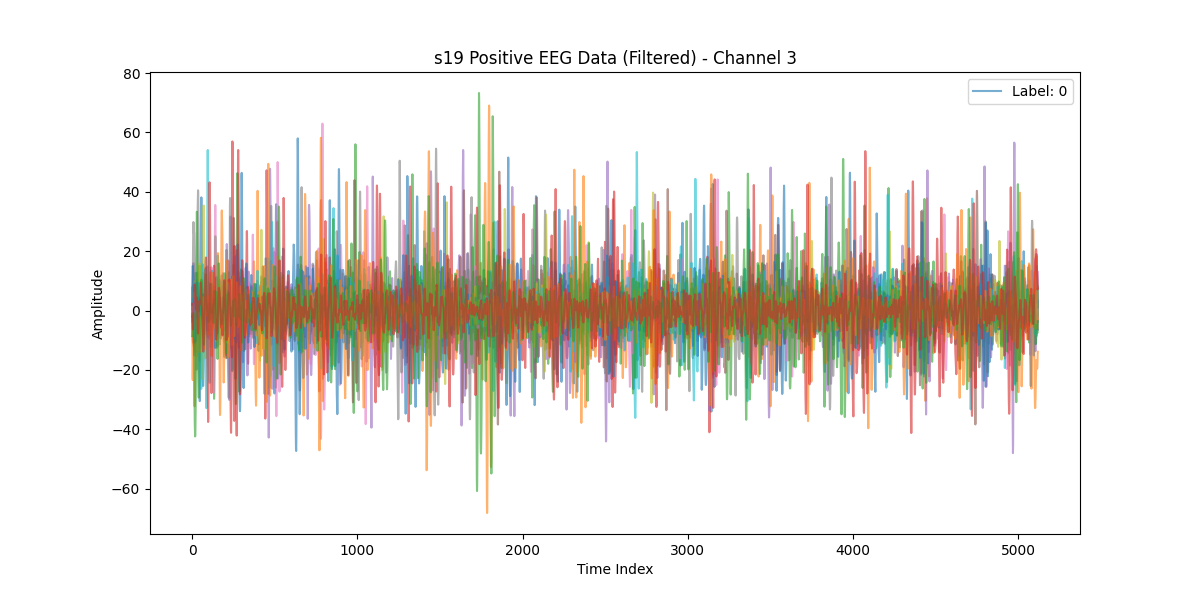 s19 Positive EEG Data (Filtered) - Channel 3
Label: 0
Amplitude
80
60
40
20
0
−20
−40
−60
0 1000 2000 3000 4000 5000
Time Index